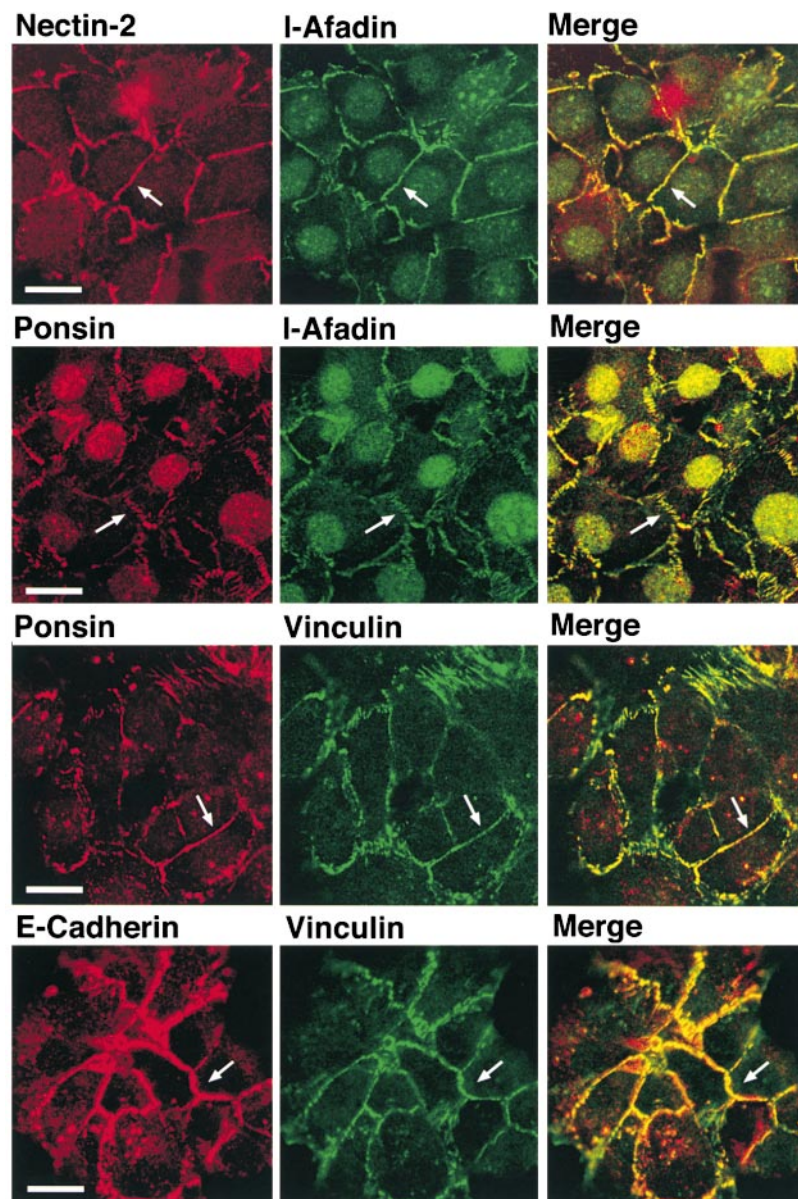 Nectin-2 l-Afadin Merge
Ponsin l-Afadin Merge
Ponsin Vinculin Merge
E-Cadherin Vinculin Merge